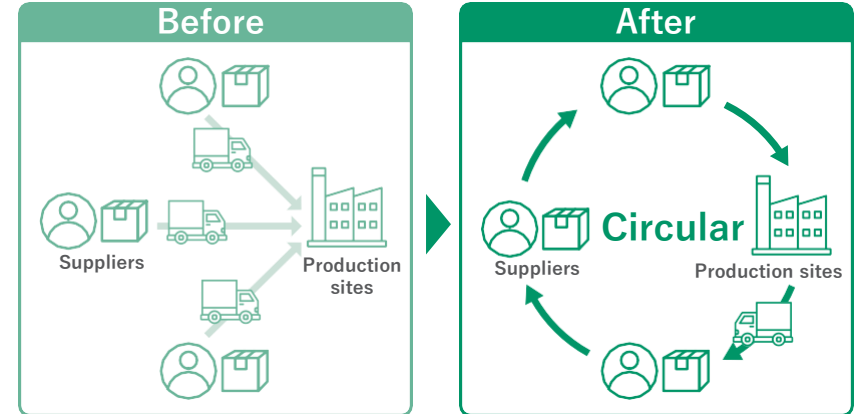 Before
Suppliers
Production
sites
After
Circular
Suppliers
Production sites